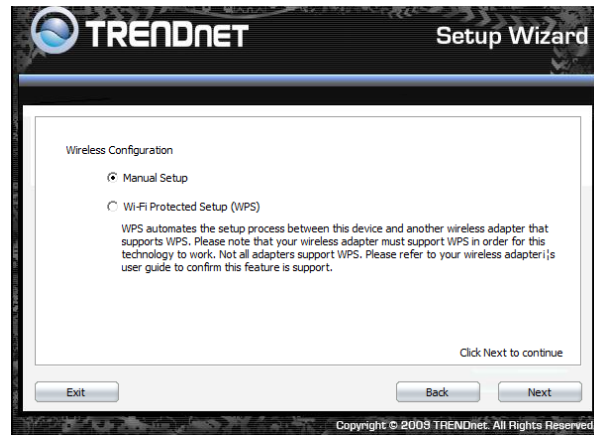 TRENDNET
Setup Wizard
Wireless Configuration
Manual Setup
Wi-Fi Protected Setup (WPS)
WPS automates the setup process between this device and another wireless adapter that
supports WPS. Please note that your wireless adapter must support WPS in order for this
technology to work. Not all adapters support WPS. Please refer to your wireless adapteri¦s
user guide to confirm this feature is support.
Click Next to continue
Exit
Back
Next
Copyright © 2009 TRENDnet. All Rights Reserved